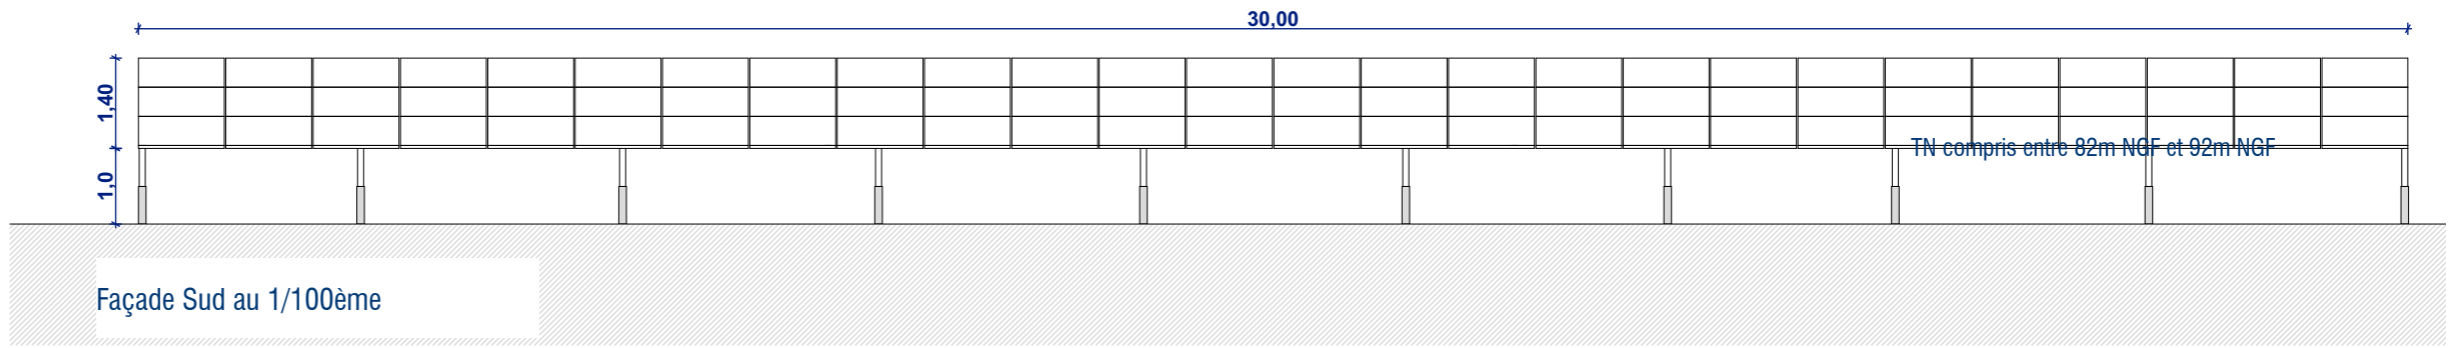 30,00
1,40
TN compris entre 82m NGF et 92m NGF
1,0
Façade Sud au 1/100ème